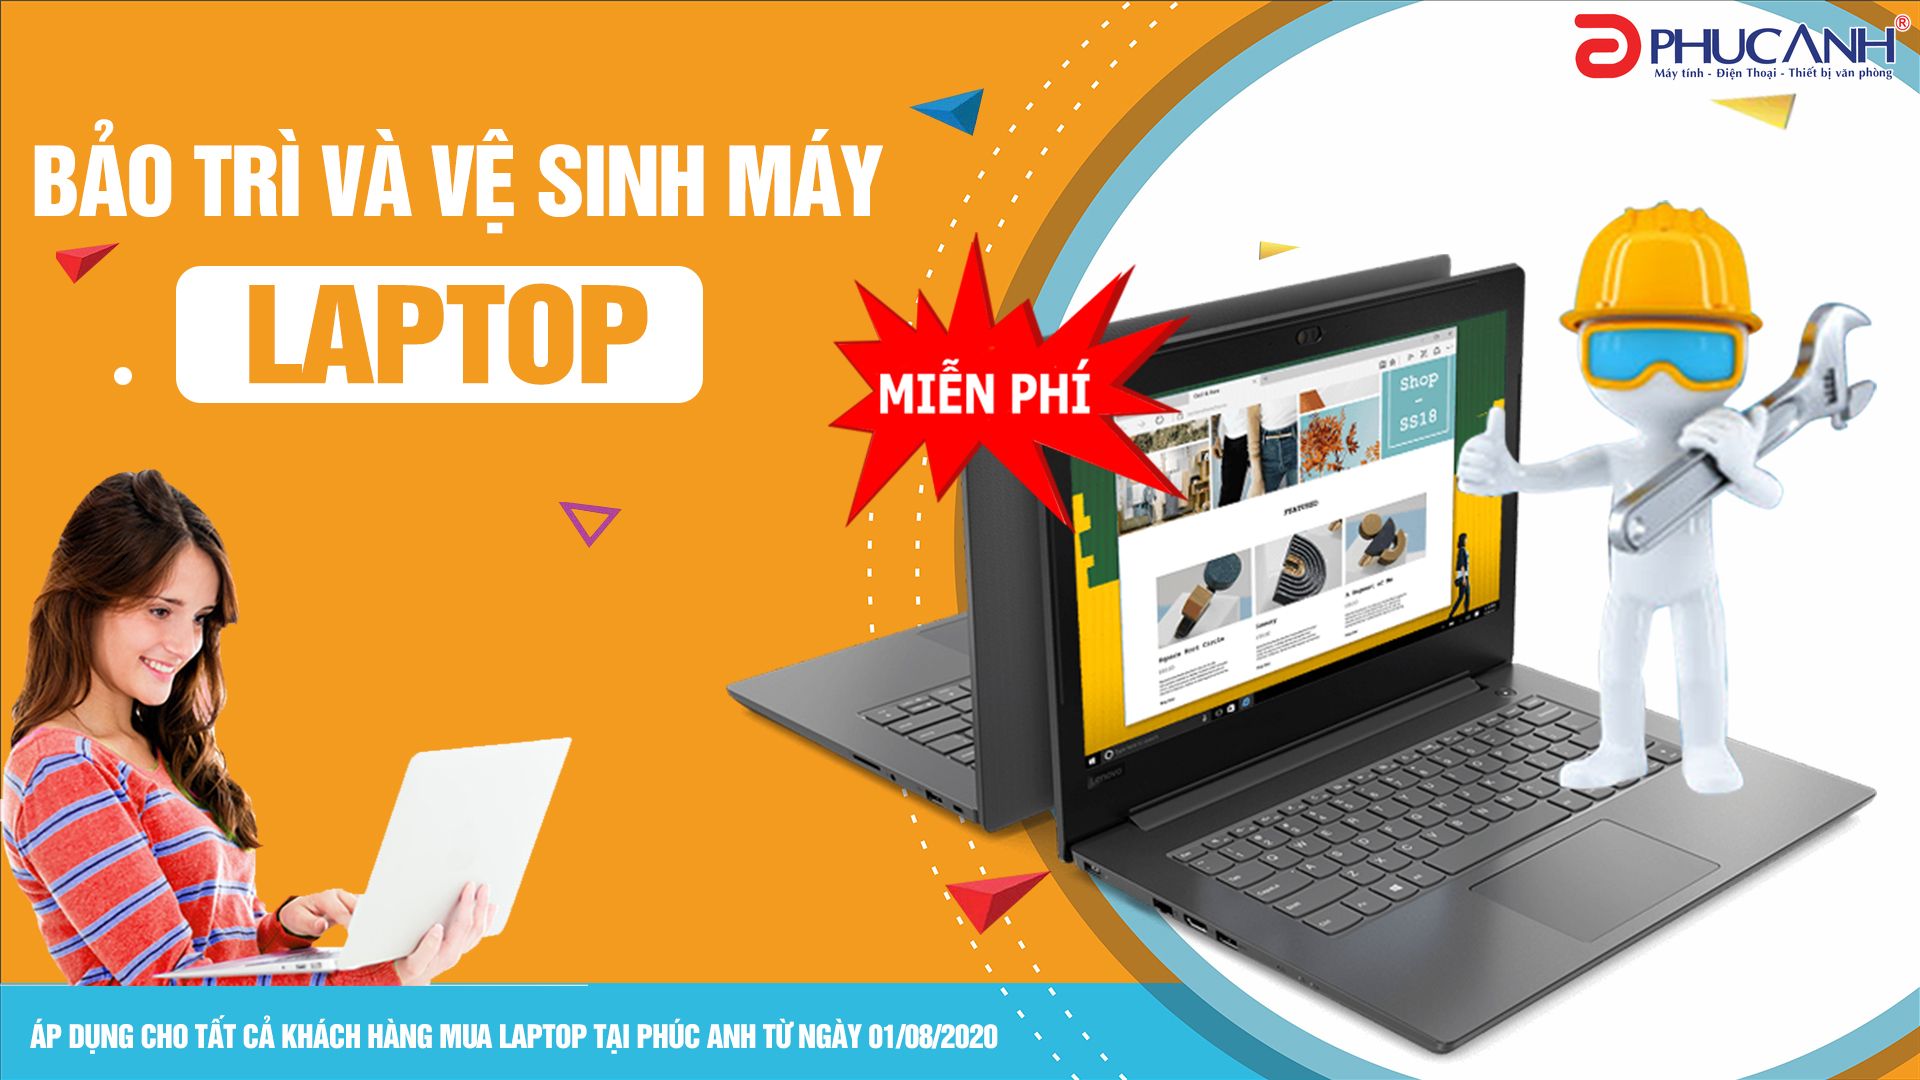 PHUCANH®
Máy tính - Điện Thoại - Thiết bị văn phòng
BẢO TRÌ VÀ VỆ SINH MÁY
LAPTOP
MIỄN PHÍ
Shop
-
SS18
FEATURED
Lenovo
ÁP DỤNG CHO TẤT CẢ KHÁCH HÀNG MUA LAPTOP TẠI PHÚC ANH TỪ NGÀY 01/08/2020